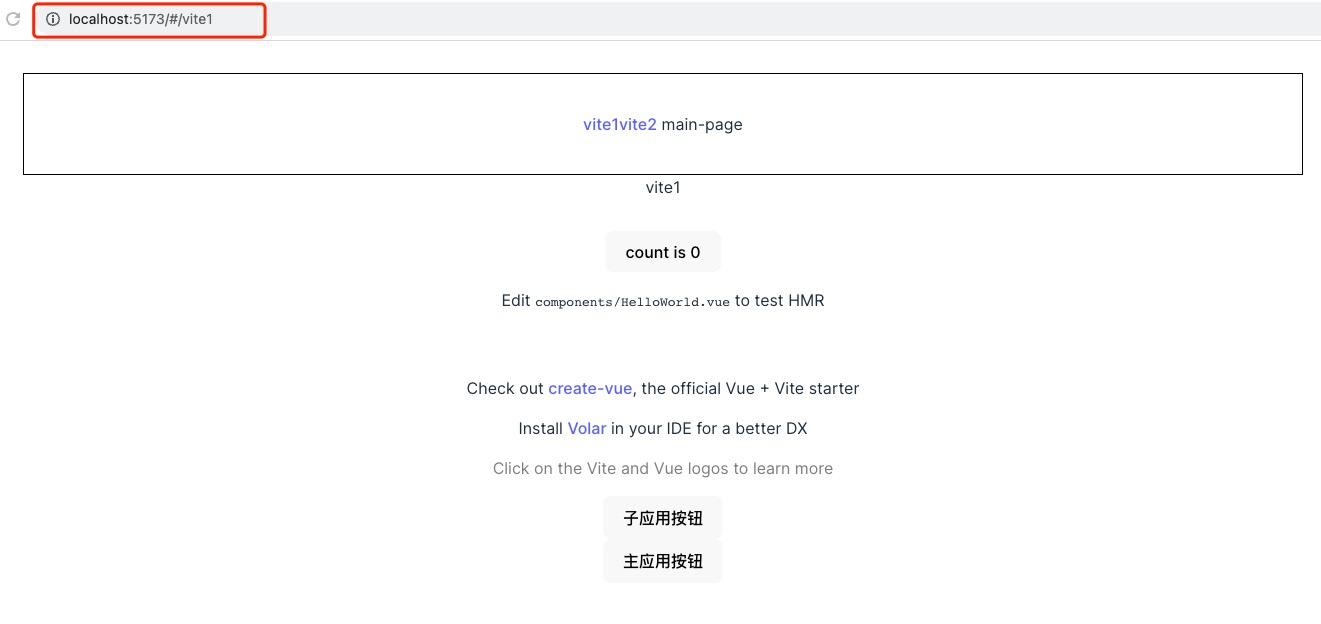 localhost:5173/#/vite1
vite1vite2 main-page
vite1
count is 0
Edit components/HelloWorld.vue to test HMR
Check out create-vue, the official Vue + Vite starter
Install Volar in your IDE for a better DX
Click on the Vite and Vue logos to learn more
子应用按钮
主应用按钮